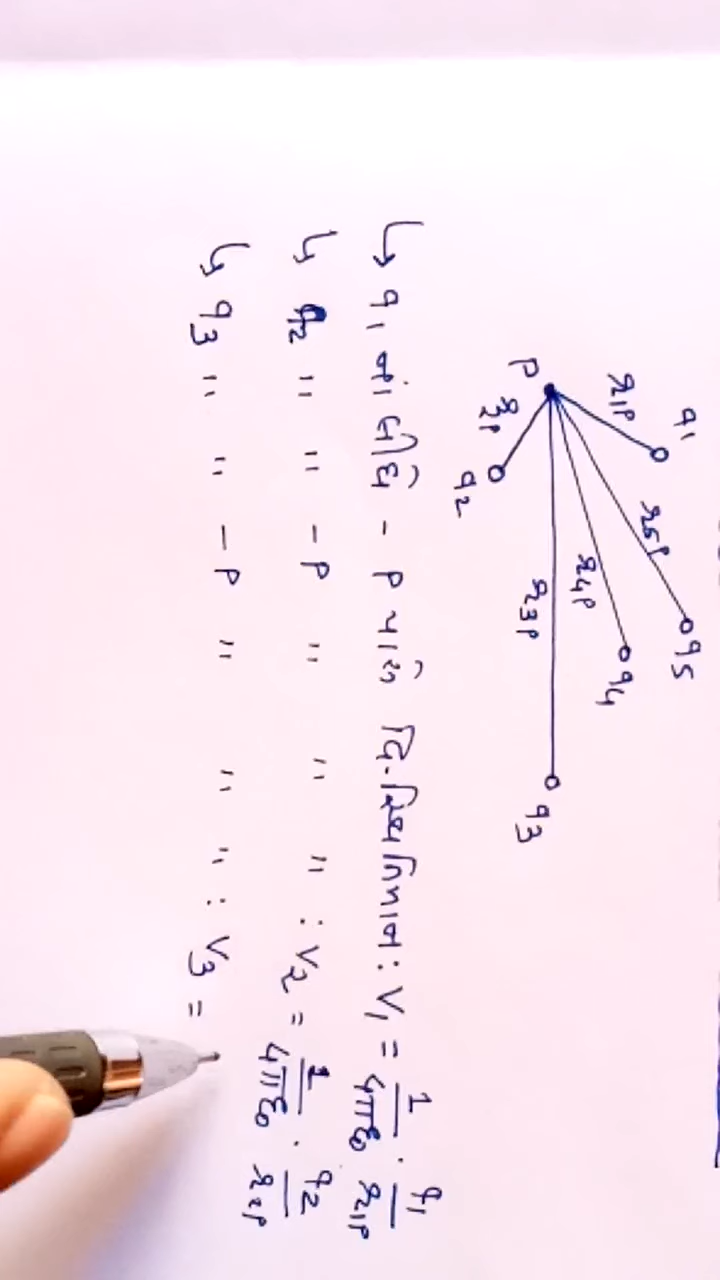 q₁
r₁P
P
r₂P
q₂
r₅P
q₅
r₄P
q₄
r₃P
q₃
↳ q₁ નાં લીધે - P પાસે વિ.સ્થિતિમાન : V₁ = 1/4πε₀ · q₁/r₁P
↳ q₂ " " - P " " " : V₂ = 1/4πε₀ · q₂/r₂P
↳ q₃ " " - P " " " : V₃ =